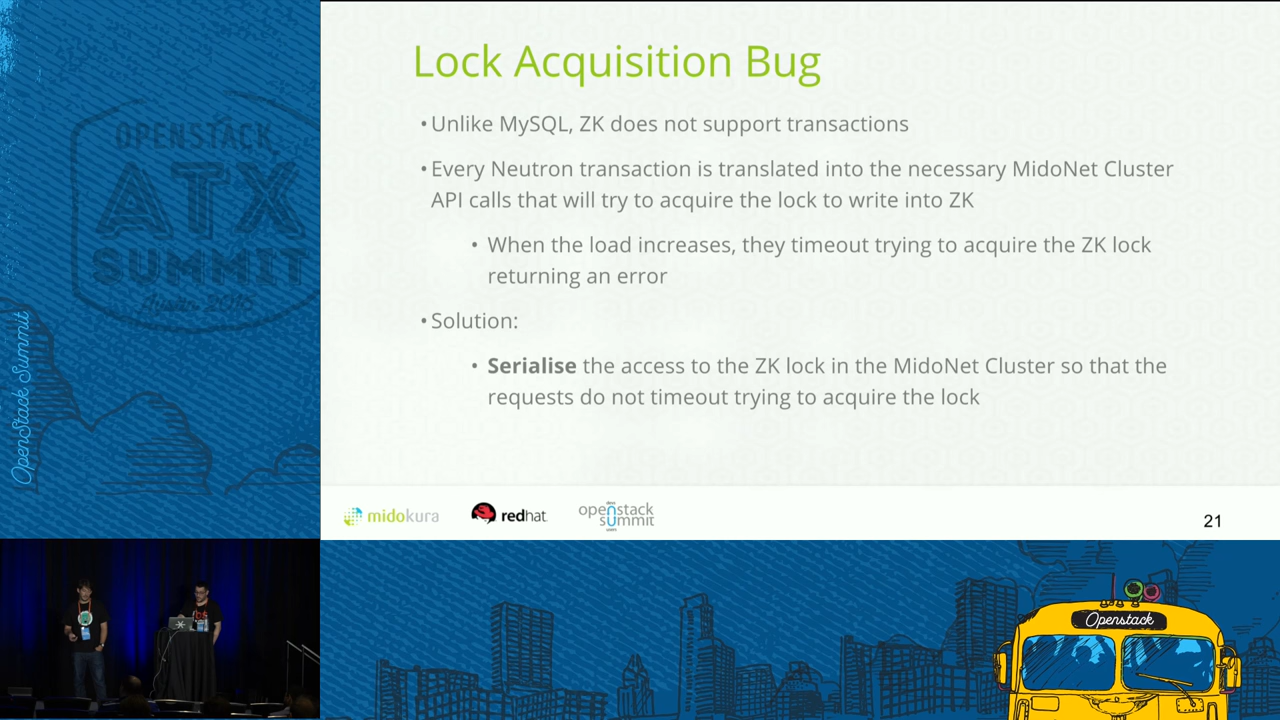 OPENSTACK
ATX
SUMMIT
Austin 2016
OpenStack Summit
Lock Acquisition Bug
• Unlike MySQL, ZK does not support transactions
• Every Neutron transaction is translated into the necessary MidoNet Cluster
API calls that will try to acquire the lock to write into ZK
• When the load increases, they timeout trying to acquire the ZK lock
returning an error
• Solution:
• Serialise the access to the ZK lock in the MidoNet Cluster so that the
requests do not timeout trying to acquire the lock
midokura
redhat
openstack
summit
21
Openstack